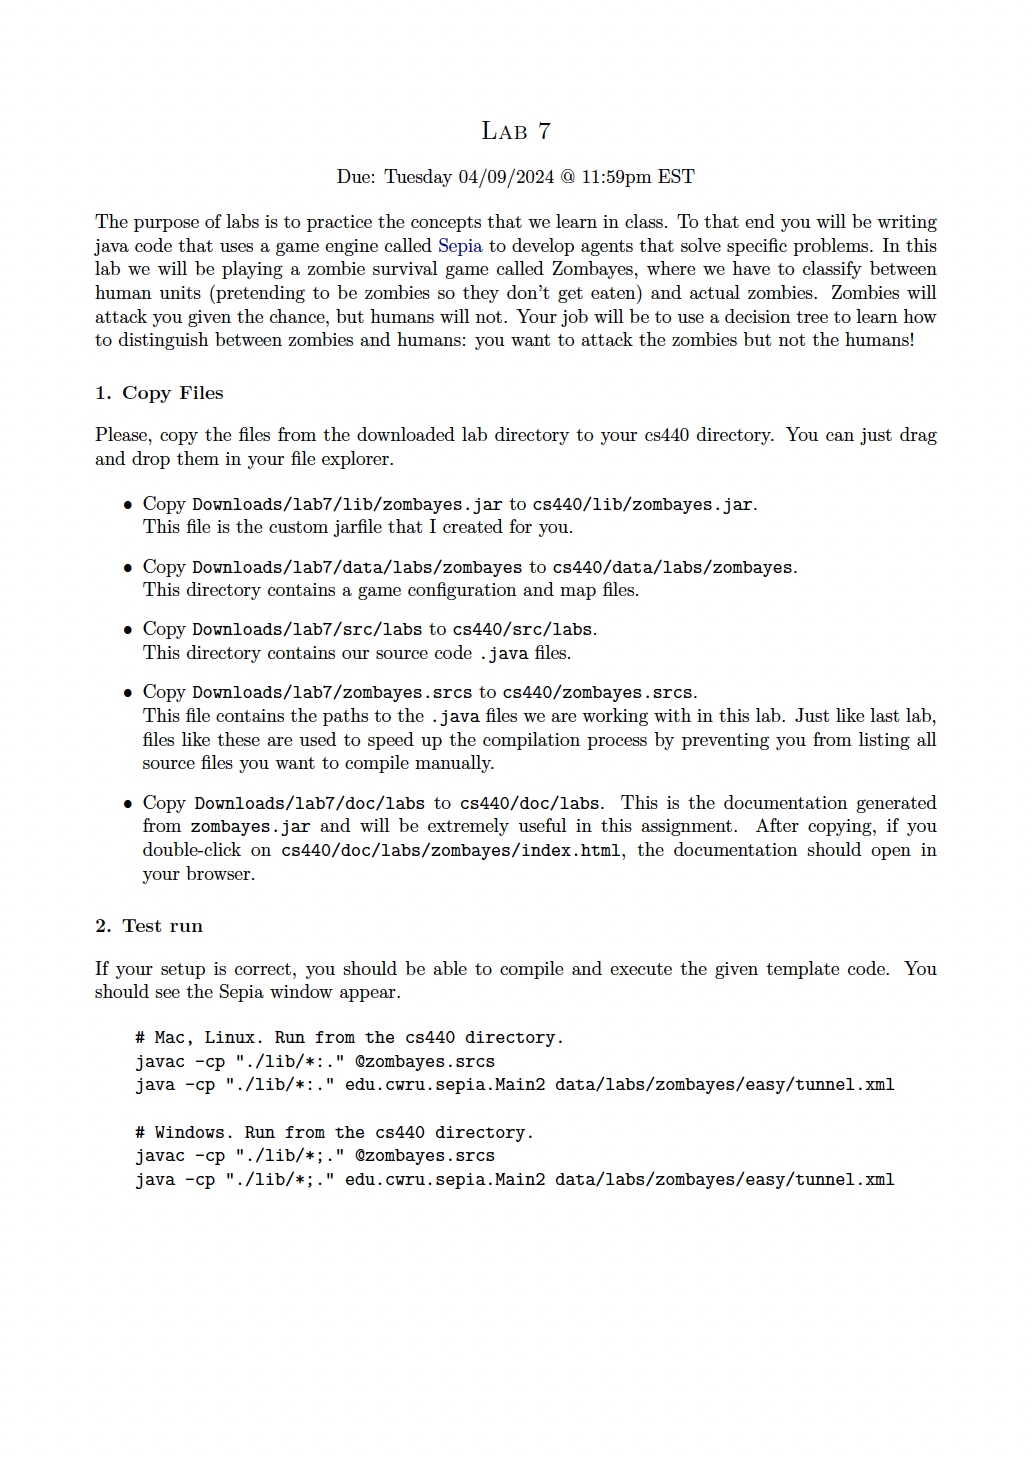 Lab 7
Due: Tuesday 04/09/2024 @ 11:59pm EST
The purpose of labs is to practice the concepts that we learn in class. To that end you will be writing
java code that uses a game engine called Sepia to develop agents that solve specific problems. In this
lab we will be playing a zombie survival game called Zombayes, where we have to classify between
human units (pretending to be zombies so they don't get eaten) and actual zombies. Zombies will
attack you given the chance, but humans will not. Your job will be to use a decision tree to learn how
to distinguish between zombies and humans: you want to attack the zombies but not the humans!
1. Copy Files
Please, copy the files from the downloaded lab directory to your cs440 directory. You can just drag
and drop them in your file explorer.
• Copy Downloads/lab7/lib/zombayes.jar to cs440/lib/zombayes.jar.
This file is the custom jarfile that I created for you.
• Copy Downloads/lab7/data/labs/zombayes to cs440/data/labs/zombayes.
This directory contains a game configuration and map files.
• Copy Downloads/lab7/src/labs to cs440/src/labs.
This directory contains our source code .java files.
• Copy Downloads/lab7/zombayes.srcs to cs440/zombayes.srcs.
This file contains the paths to the .java files we are working with in this lab. Just like last lab,
files like these are used to speed up the compilation process by preventing you from listing all
source files you want to compile manually.
• Copy Downloads/lab7/doc/labs to cs440/doc/labs. This is the documentation generated
from zombayes.jar and will be extremely useful in this assignment. After copying, if you
double-click on cs440/doc/labs/zombayes/index.html, the documentation should open in
your browser.
2. Test run
If your setup is correct, you should be able to compile and execute the given template code. You
should see the Sepia window appear.
# Mac, Linux. Run from the cs440 directory.
javac -cp "./lib/*:." @zombayes.srcs
java -cp "./lib/*:." edu.cwru.sepia.Main2 data/labs/zombayes/easy/tunnel.xml
# Windows. Run from the cs440 directory.
javac -cp "./lib/*;." @zombayes.srcs
java -cp "./lib/*;." edu.cwru.sepia.Main2 data/labs/zombayes/easy/tunnel.xml